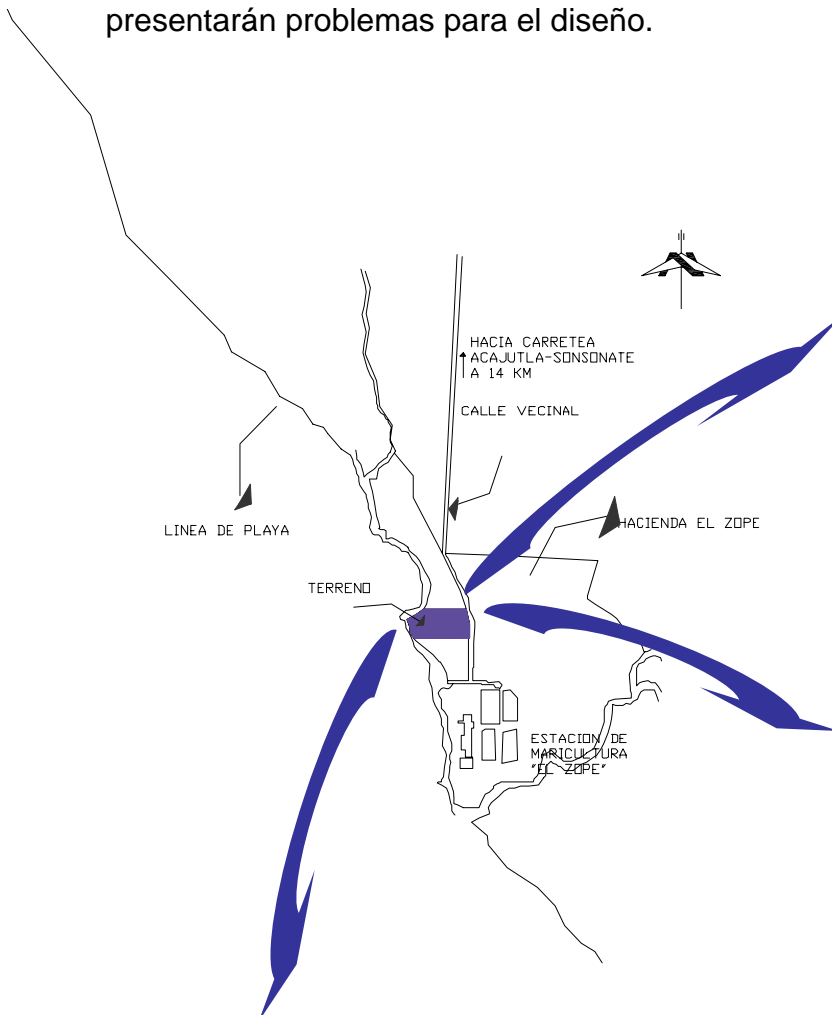 presentarán problemas para el diseño.
HACIA CARRETEA
ACAJUTLA-SONSONATE
A 14 KM
CALLE VECINAL
LINEA DE PLAYA
HACIENDA EL ZOPE
TERRENO
ESTACION DE
MARICULTURA
"EL ZOPE"